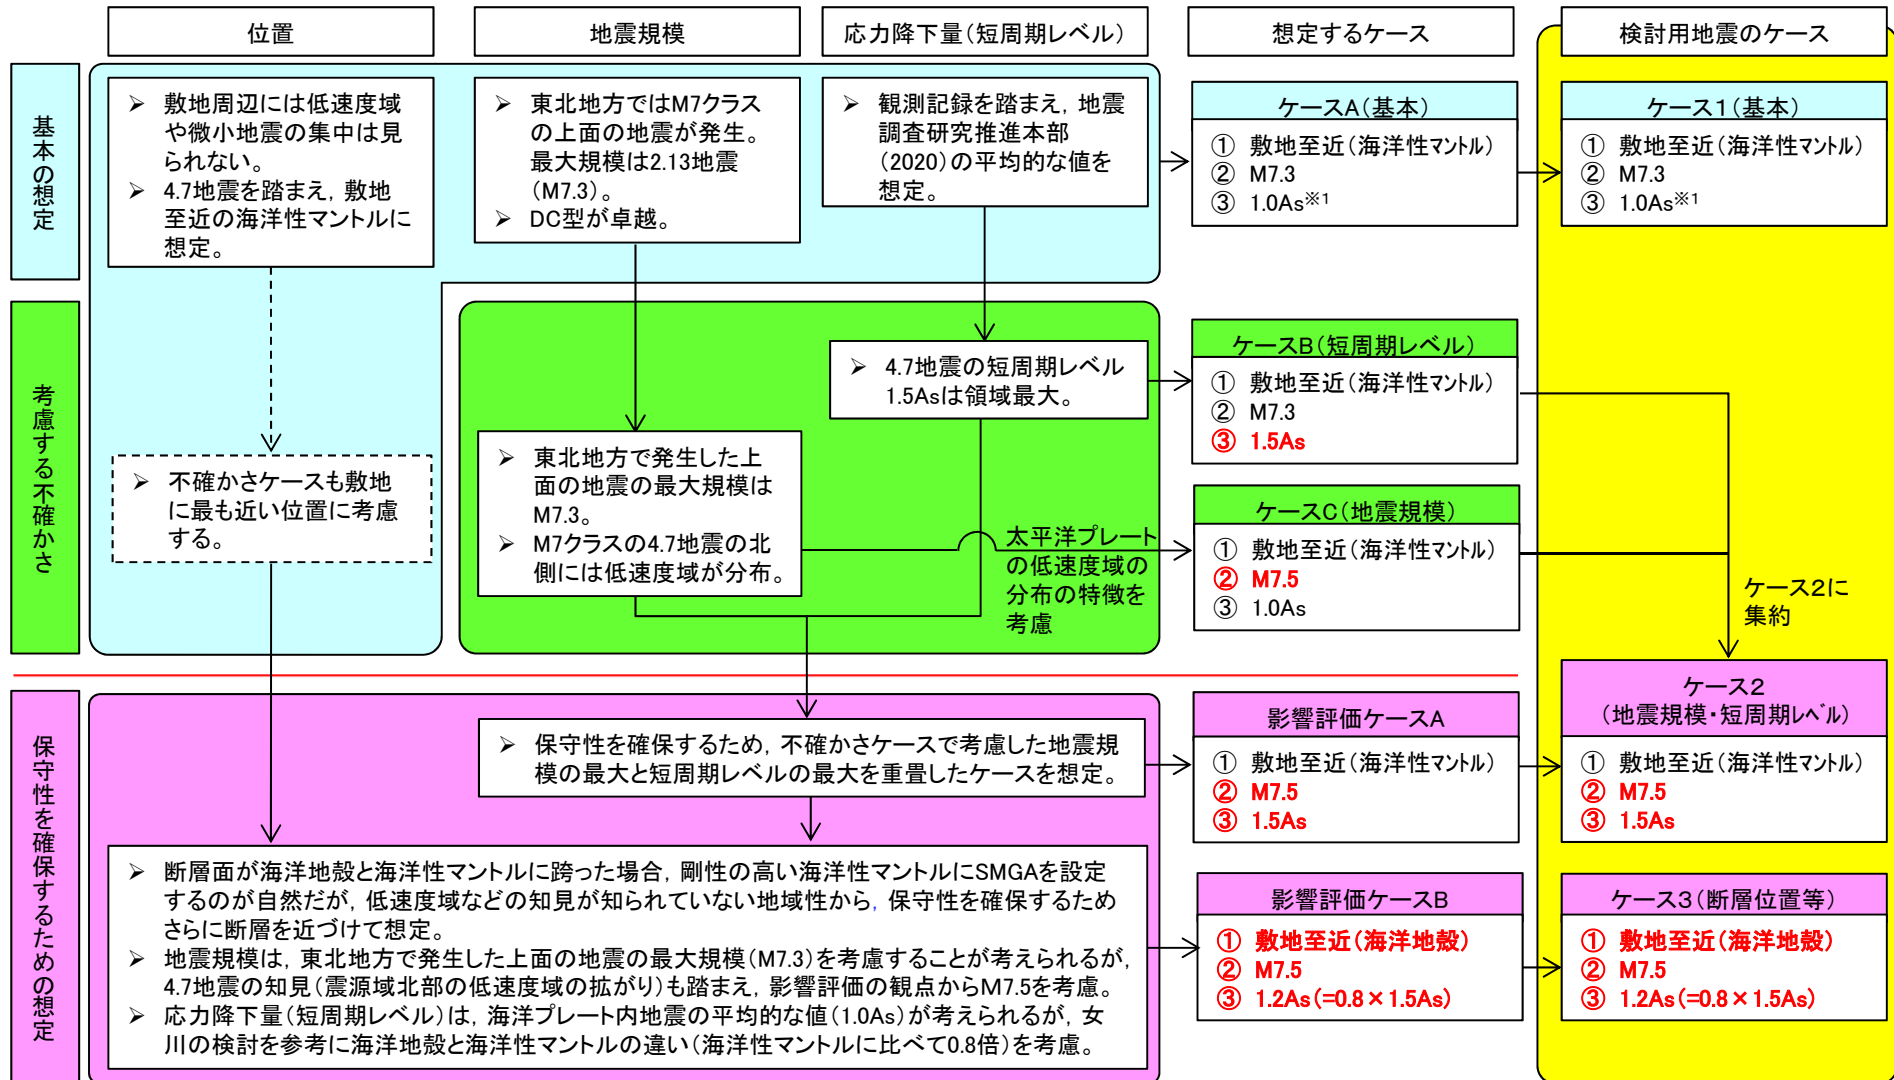 位置
地震規模
応力降下量(短周期レベル)
想定するケース
検討用地震のケース
基本の想定
➢ 敷地周辺には低速度域
や微小地震の集中は見
られない。
➢ 4.7地震を踏まえ,敷地
至近の海洋性マントルに
想定。
➢ 東北地方ではM7クラス
の上面の地震が発生。
最大規模は2.13地震
(M7.3)。
➢ DC型が卓越。
➢ 観測記録を踏まえ,地震
調査研究推進本部
(2020)の平均的な値を
想定。
ケースA(基本)
① 敷地至近(海洋性マントル)
② M7.3
③ 1.0As※1
ケース1(基本)
① 敷地至近(海洋性マントル)
② M7.3
③ 1.0As※1
考慮する不確かさ
➢ 不確かさケースも敷地
に最も近い位置に考慮
する。
➢ 東北地方で発生した上
面の地震の最大規模は
M7.3。
➢ M7クラスの4.7地震の北
側には低速度域が分布。
➢ 4.7地震の短周期レベル
1.5Asは領域最大。
太平洋プレート
の低速度域の
分布の特徴を
考慮
ケースB(短周期レベル)
① 敷地至近(海洋性マントル)
② M7.3
③ 1.5As
ケースC(地震規模)
① 敷地至近(海洋性マントル)
② M7.5
③ 1.0As
ケース2に
集約
保守性を確保するための想定
➢ 保守性を確保するため,不確かさケースで考慮した地震規
模の最大と短周期レベルの最大を重畳したケースを想定。
影響評価ケースA
① 敷地至近(海洋性マントル)
② M7.5
③ 1.5As
ケース2
(地震規模・短周期レベル)
① 敷地至近(海洋性マントル)
② M7.5
③ 1.5As
➢ 断層面が海洋地殻と海洋性マントルに跨った場合,剛性の高い海洋性マントルにSMGAを設定
するのが自然だが,低速度域などの知見が知られていない地域性から,保守性を確保するため
さらに断層を近づけて想定。
➢ 地震規模は,東北地方で発生した上面の地震の最大規模(M7.3)を考慮することが考えられるが,
4.7地震の知見(震源域北部の低速度域の拡がり)も踏まえ,影響評価の観点からM7.5を考慮。
➢ 応力降下量(短周期レベル)は,海洋プレート内地震の平均的な値(1.0As)が考えられるが,女
川の検討を参考に海洋地殻と海洋性マントルの違い(海洋性マントルに比べて0.8倍)を考慮。
影響評価ケースB
① 敷地至近(海洋地殻)
② M7.5
③ 1.2As(=0.8×1.5As)
ケース3(断層位置等)
① 敷地至近(海洋地殻)
② M7.5
③ 1.2As(=0.8×1.5As)